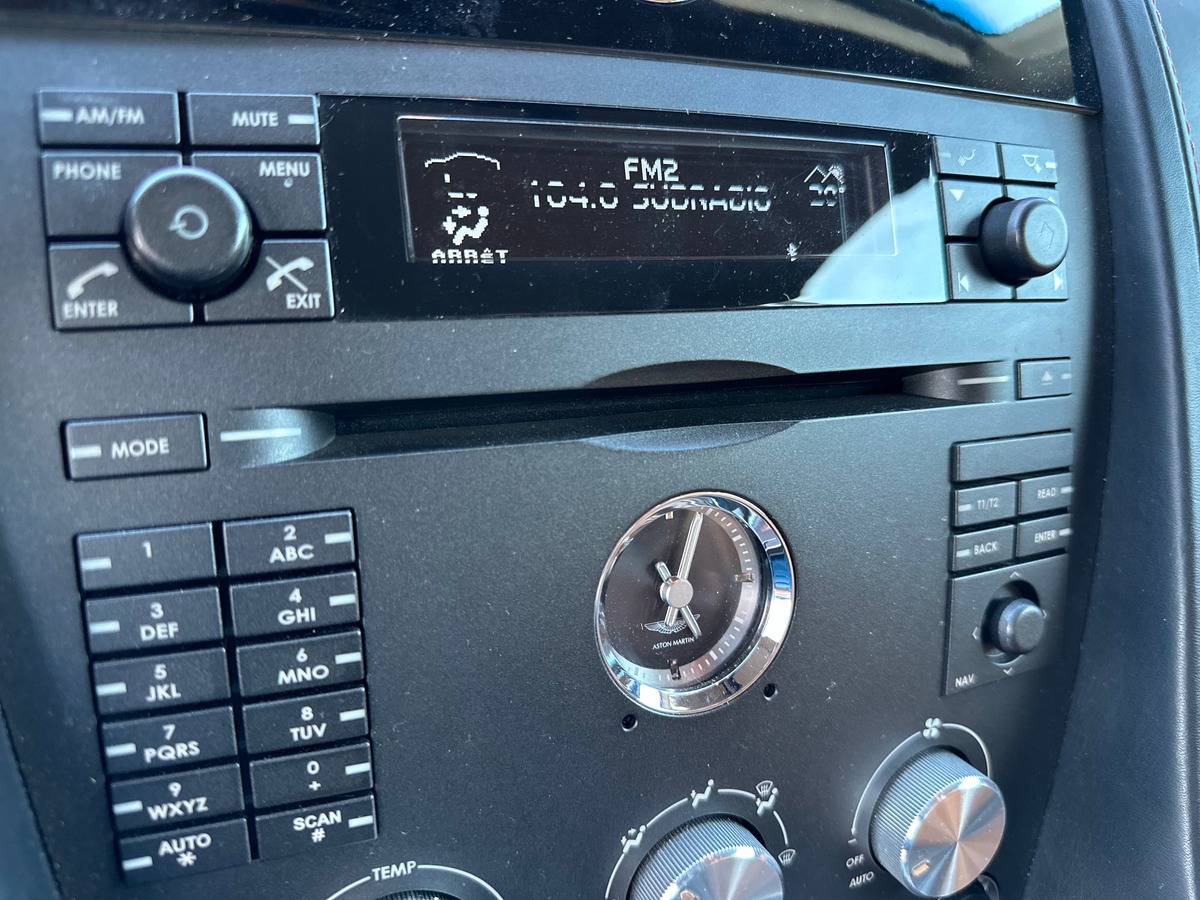 AM/FM
MUTE
PHONE
MENU
ENTER
EXIT
FM2
104.0 SUDRADIO
ARRÊT
MODE
1
2
ABC
3
DEF
4
GHI
5
JKL
6
MNO
7
PQRS
8
TUV
9
WXYZ
0
+
AUTO
*
SCAN
#
ASTON MARTIN
T1/T2
READ
BACK
ENTER
NAV
TEMP
OFF
AUTO